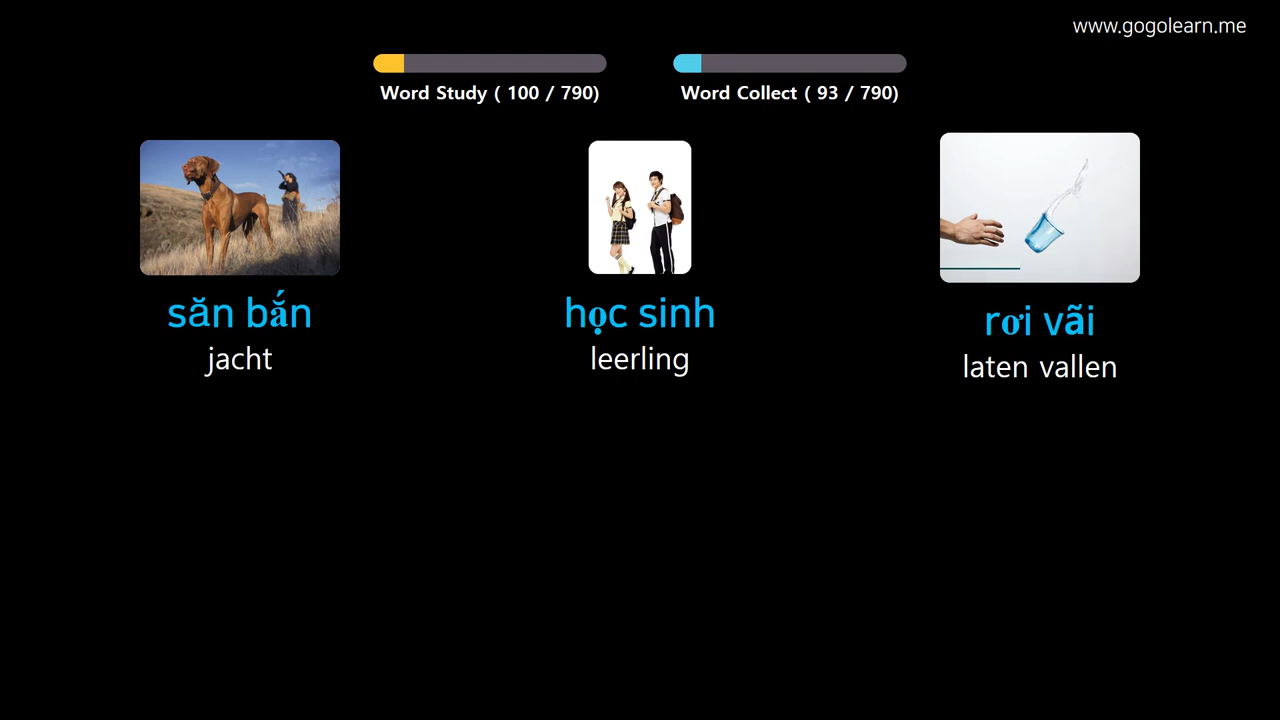 www.gogolearn.me
Word Study ( 100 / 790)
Word Collect ( 93 / 790)
săn bắn
jacht
học sinh
leerling
rơi vãi
laten vallen